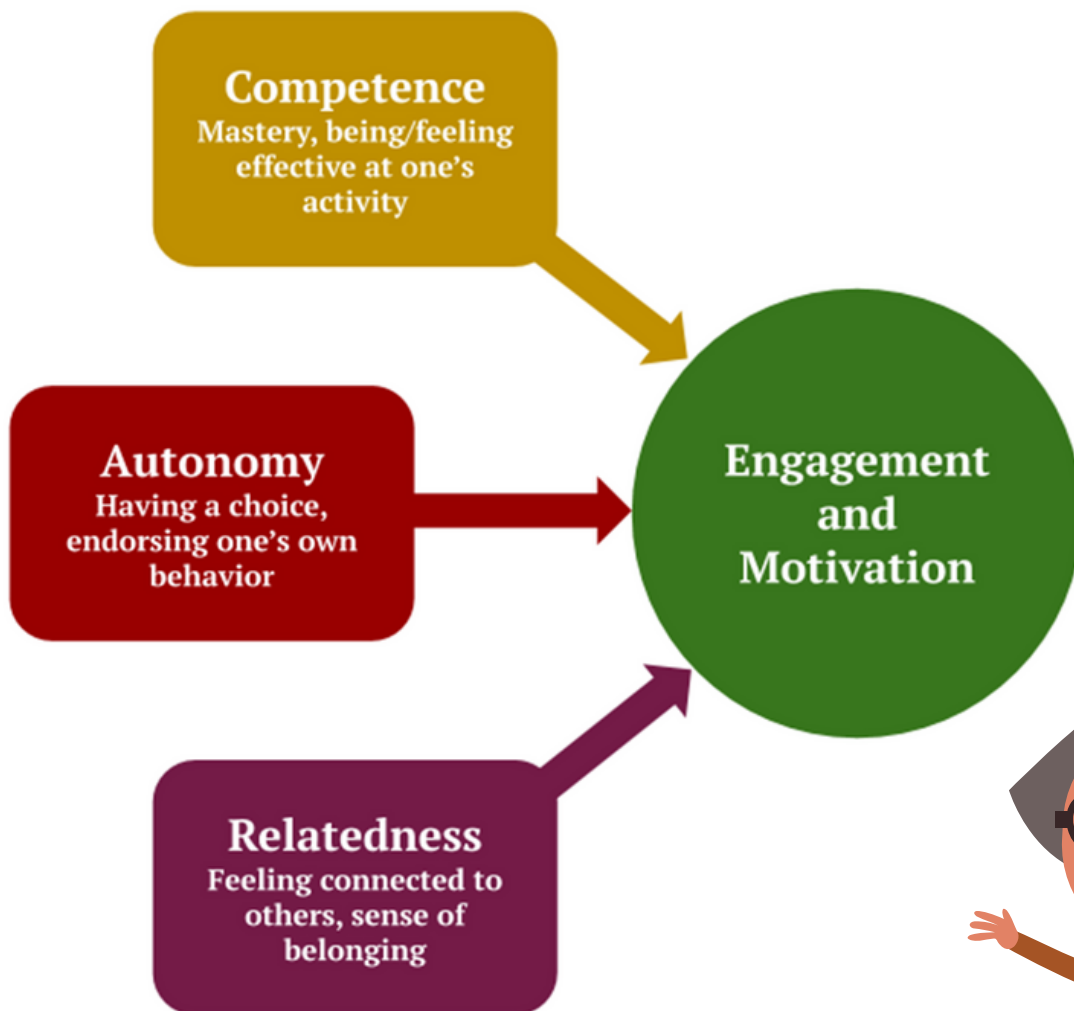 Competence
Mastery, being/feeling
effective at one’s
activity
Autonomy
Having a choice,
endorsing one’s own
behavior
Engagement
and
Motivation
Relatedness
Feeling connected to
others, sense of
belonging